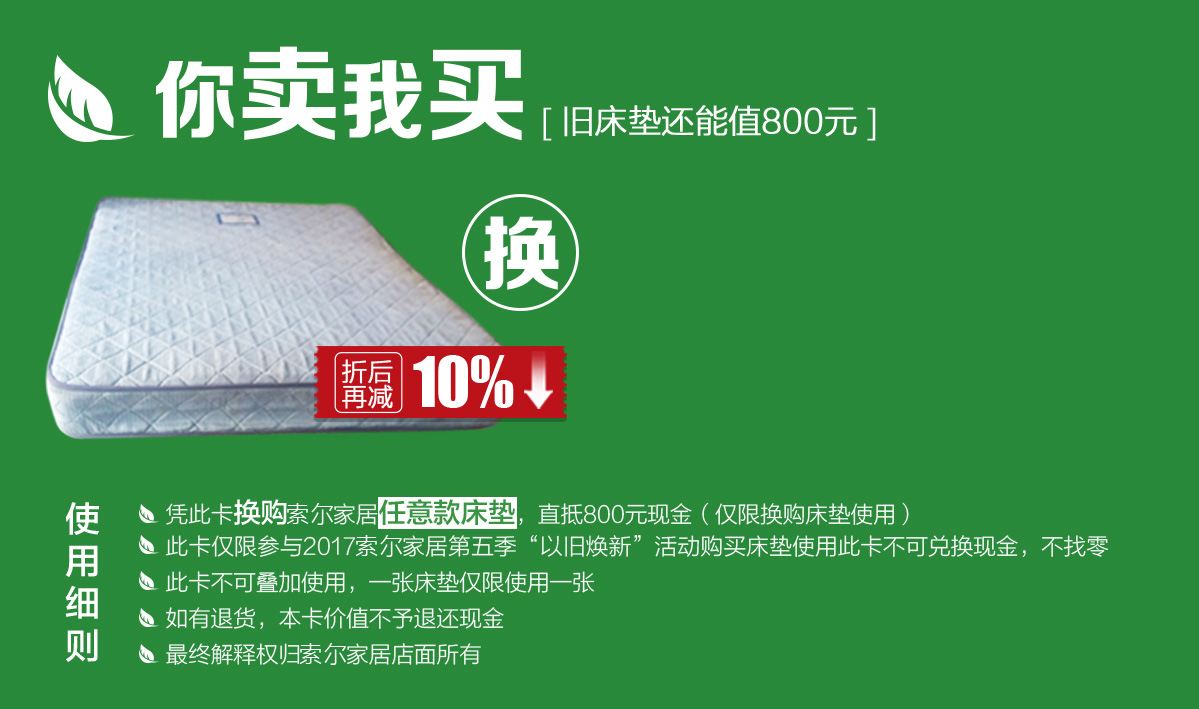 你卖我买
[ 旧床垫还能值800元 ]
换
折后
再减
10%
使用细则
凭此卡换购索尔家居任意款床垫，直抵800元现金（仅限换购床垫使用）
此卡仅限参与2017索尔家居第五季“以旧焕新”活动购买床垫使用此卡不可兑换现金，不找零
此卡不可叠加使用，一张床垫仅限使用一张
如有退货，本卡价值不予退还现金
最终解释权归索尔家居店面所有